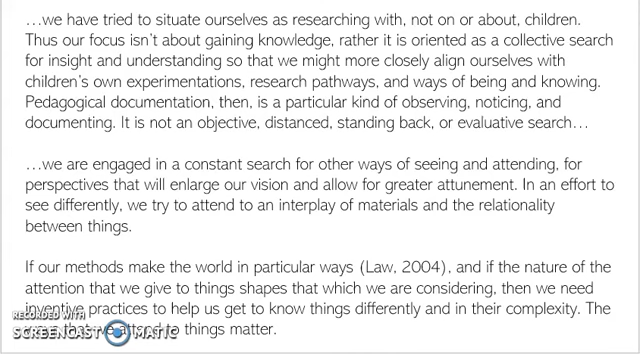 …we have tried to situate ourselves as researching with, not on or about, children.
Thus our focus isn't about gaining knowledge, rather it is oriented as a collective search
for insight and understanding so that we might more closely align ourselves with
children's own experimentations, research pathways, and ways of being and knowing.
Pedagogical documentation, then, is a particular kind of observing, noticing, and
documenting. It is not an objective, distanced, standing back, or evaluative search…
…we are engaged in a constant search for other ways of seeing and attending, for
perspectives that will enlarge our vision and allow for greater attunement. In an effort to
see differently, we try to attend to an interplay of materials and the relationality
between things.
If our methods make the world in particular ways (Law, 2004), and if the nature of the
attention that we give to things shapes that which we are considering, then we need
inventive practices to help us get to know things differently and in their complexity. The
that we attend to things matter.
RECORDED WITH
SCREENCAST MATIC